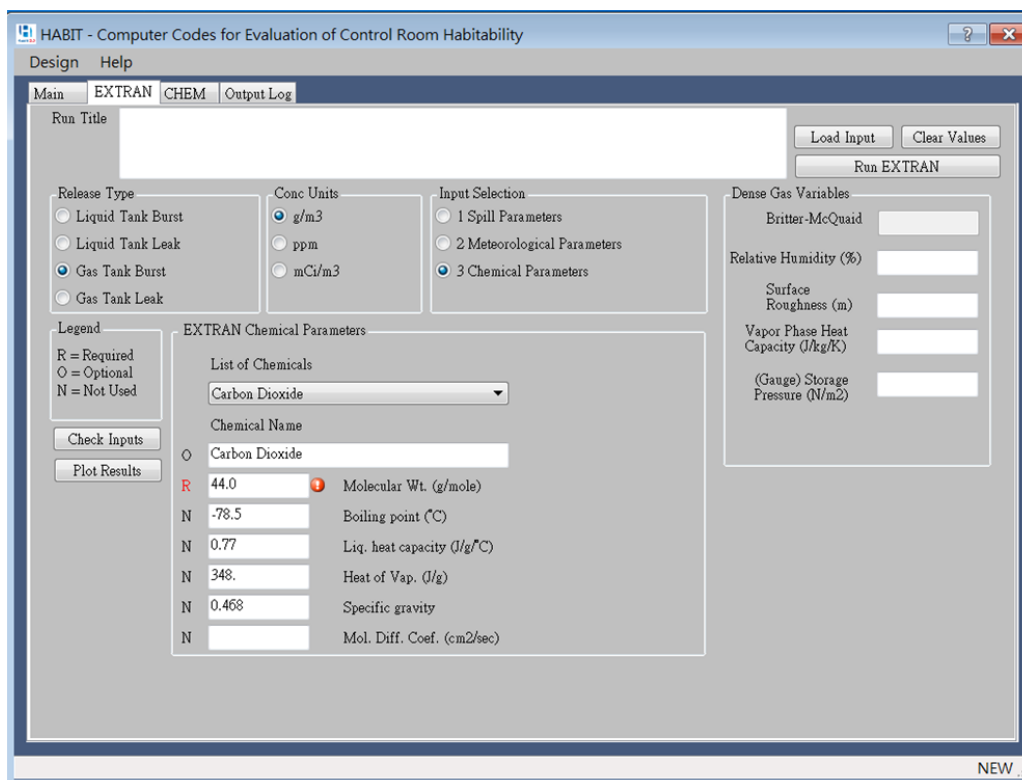 HABIT - Computer Codes for Evaluation of Control Room Habitability
Design Help
Main EXTRAN CHEM Output Log
Run Title
Load Input Clear Values
Run EXTRAN
Release Type
Liquid Tank Burst
Liquid Tank Leak
Gas Tank Burst
Gas Tank Leak
Conc Units
g/m3
ppm
mCi/m3
Input Selection
1 Spill Parameters
2 Meteorological Parameters
3 Chemical Parameters
Dense Gas Variables
Britter-McQuaid
Relative Humidity (%)
Surface
Roughness (m)
Vapor Phase Heat
Capacity (J/kg/K)
(Gauge) Storage
Pressure (N/m2)
Legend
R = Required
O = Optional
N = Not Used
Check Inputs
Plot Results
EXTRAN Chemical Parameters
List of Chemicals
Carbon Dioxide
Chemical Name
O Carbon Dioxide
R 44.0 Molecular Wt. (g/mole)
N -78.5 Boiling point (°C)
N 0.77 Liq. heat capacity (J/g/°C)
N 348. Heat of Vap. (J/g)
N 0.468 Specific gravity
N Mol. Diff. Coef. (cm2/sec)
NEW